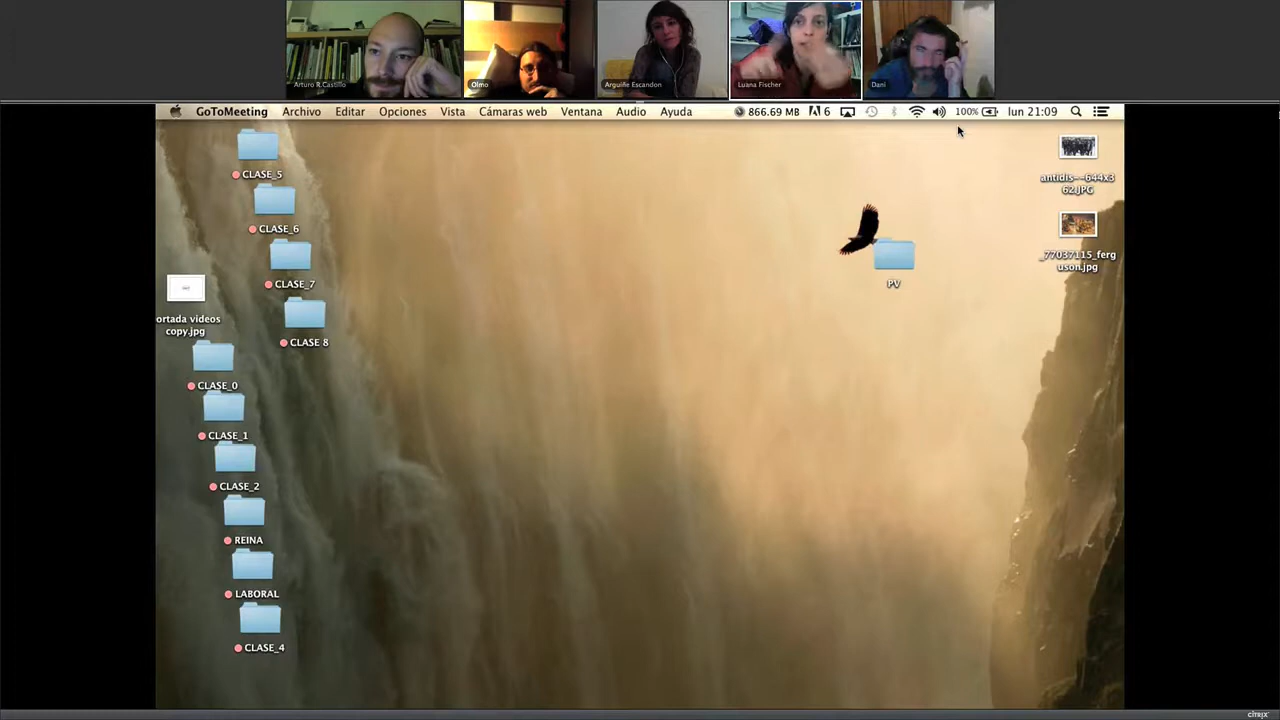 Arturo R.Castillo
Olmo
Arguiñe Escandon
Luana Fischer
Dani
GoToMeeting Archivo Editar Opciones Vista Cámaras web Ventana Audio Ayuda 866.69 MB 6 100% lun 21:09
CLASE_5
CLASE_6
CLASE_7
CLASE 8
ortada videos
copy.jpg
CLASE_0
CLASE_1
CLASE_2
REINA
LABORAL
CLASE_4
PV
antidis--644x3
62.JPG
_77037115_ferg
uson.jpg
CITRIX